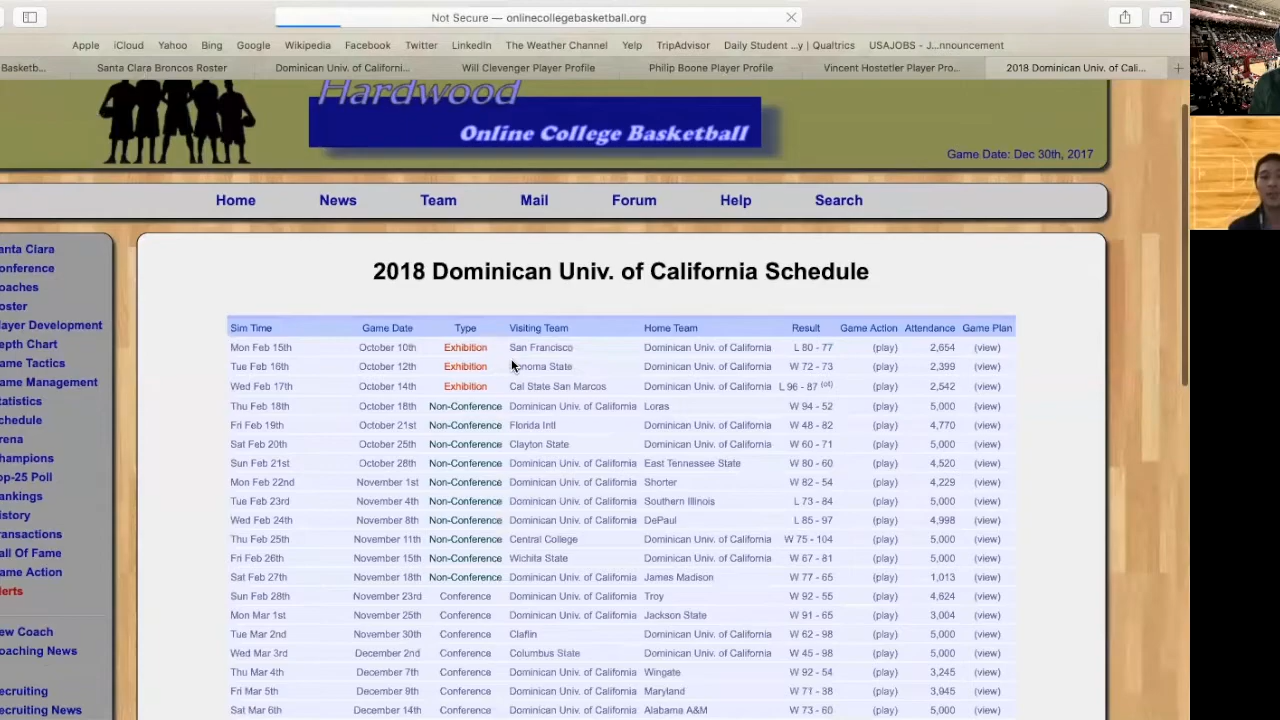 Not Secure — onlinecollegebasketball.org
Apple iCloud Yahoo Bing Google Wikipedia Facebook Twitter LinkedIn The Weather Channel Yelp TripAdvisor Daily Student ...y | Qualtrics USAJOBS - J...nnouncement
Basketb... Santa Clara Broncos Roster Dominican Univ. of Californi... Will Clevenger Player Profile Philip Boone Player Profile Vincent Hostetler Player Pro... 2018 Dominican Univ. of Cali...
Hardwood
Online College Basketball
Game Date: Dec 30th, 2017
Home News Team Mail Forum Help Search
anta Clara
onference
oaches
oster
layer Development
epth Chart
ame Tactics
ame Management
tatistics
chedule
rena
hampions
op-25 Poll
ankings
istory
ransactions
all Of Fame
ame Action
lerts
ew Coach
oaching News
ecruiting
ecruiting News
2018 Dominican Univ. of California Schedule
Sim Time Game Date Type Visiting Team Home Team Result Game Action Attendance Game Plan
Mon Feb 15th October 10th Exhibition San Francisco Dominican Univ. of California L 80 - 77 (play) 2,654 (view)
Tue Feb 16th October 12th Exhibition onoma State Dominican Univ. of California W 72 - 73 (play) 2,399 (view)
Wed Feb 17th October 14th Exhibition Cal State San Marcos Dominican Univ. of California L 96 - 87 (ot) (play) 2,542 (view)
Thu Feb 18th October 18th Non-Conference Dominican Univ. of California Loras W 94 - 52 (play) 5,000 (view)
Fri Feb 19th October 21st Non-Conference Florida Intl Dominican Univ. of California W 48 - 82 (play) 4,770 (view)
Sat Feb 20th October 25th Non-Conference Clayton State Dominican Univ. of California W 60 - 71 (play) 5,000 (view)
Sun Feb 21st October 28th Non-Conference Dominican Univ. of California East Tennessee State W 80 - 60 (play) 4,520 (view)
Mon Feb 22nd November 1st Non-Conference Dominican Univ. of California Shorter W 82 - 54 (play) 4,229 (view)
Tue Feb 23rd November 4th Non-Conference Dominican Univ. of California Southern Illinois L 73 - 84 (play) 5,000 (view)
Wed Feb 24th November 8th Non-Conference Dominican Univ. of California DePaul L 85 - 97 (play) 4,998 (view)
Thu Feb 25th November 11th Non-Conference Central College Dominican Univ. of California W 75 - 104 (play) 5,000 (view)
Fri Feb 26th November 15th Non-Conference Wichita State Dominican Univ. of California W 67 - 81 (play) 5,000 (view)
Sat Feb 27th November 18th Non-Conference Dominican Univ. of California James Madison W 77 - 65 (play) 1,013 (view)
Sun Feb 28th November 23rd Conference Dominican Univ. of California Troy W 92 - 55 (play) 4,624 (view)
Mon Mar 1st November 25th Conference Dominican Univ. of California Jackson State W 91 - 65 (play) 3,004 (view)
Tue Mar 2nd November 30th Conference Claflin Dominican Univ. of California W 62 - 98 (play) 5,000 (view)
Wed Mar 3rd December 2nd Conference Columbus State Dominican Univ. of California W 45 - 98 (play) 5,000 (view)
Thu Mar 4th December 7th Conference Dominican Univ. of California Wingate W 92 - 54 (play) 3,245 (view)
Fri Mar 5th December 9th Conference Dominican Univ. of California Maryland W 77 - 38 (play) 3,945 (view)
Sat Mar 6th December 14th Conference Dominican Univ. of California Alabama A&M W 73 - 60 (play) 5,000 (view)